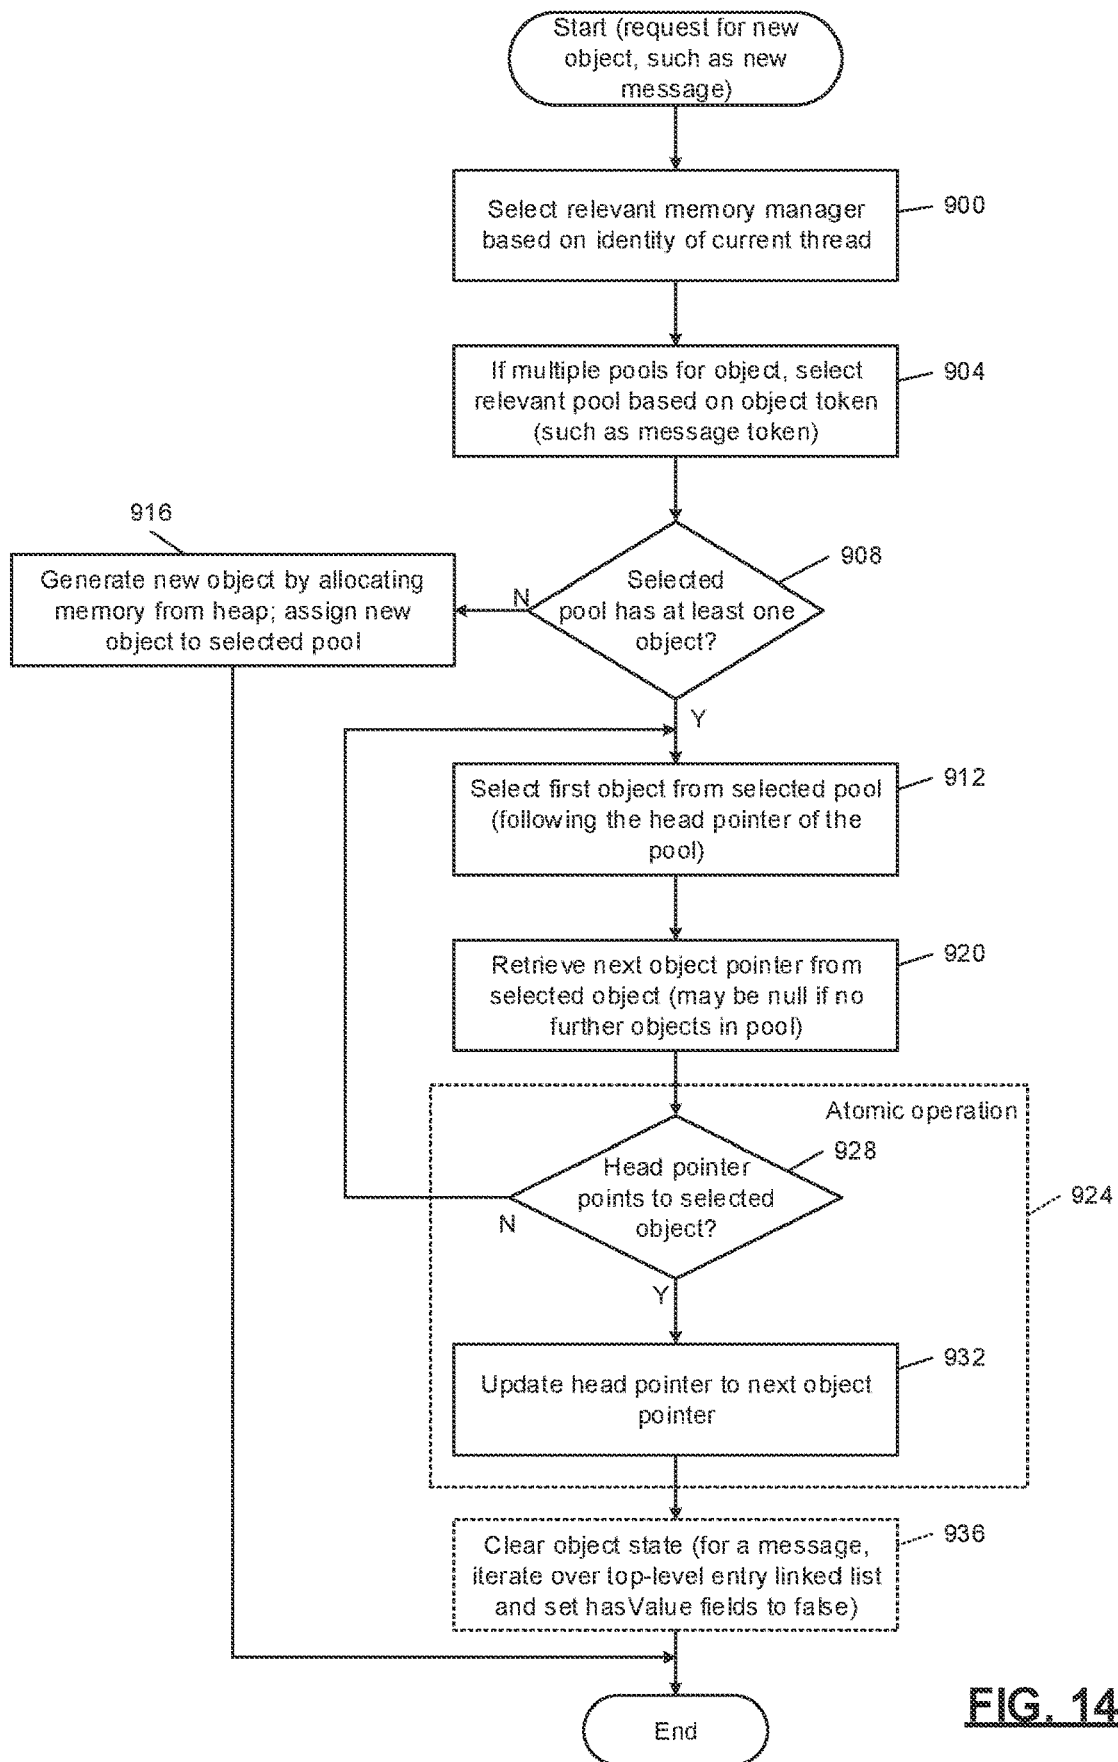 Start (request for new
object, such as new
message)
Select relevant memory manager
based on identity of current thread
900
If multiple pools for object, select
relevant pool based on object token
(such as message token)
904
916
Generate new object by allocating
memory from heap; assign new
object to selected pool
N
Selected
pool has at least one
object?
908
Y
Select first object from selected pool
(following the head pointer of the
pool)
912
Retrieve next object pointer from
selected object (may be null if no
further objects in pool)
920
Atomic operation
Head pointer
points to selected
object?
928
924
N
Y
Update head pointer to next object
pointer
932
Clear object state (for a message,
iterate over top-level entry linked list
and set hasValue fields to false)
936
End
FIG. 14